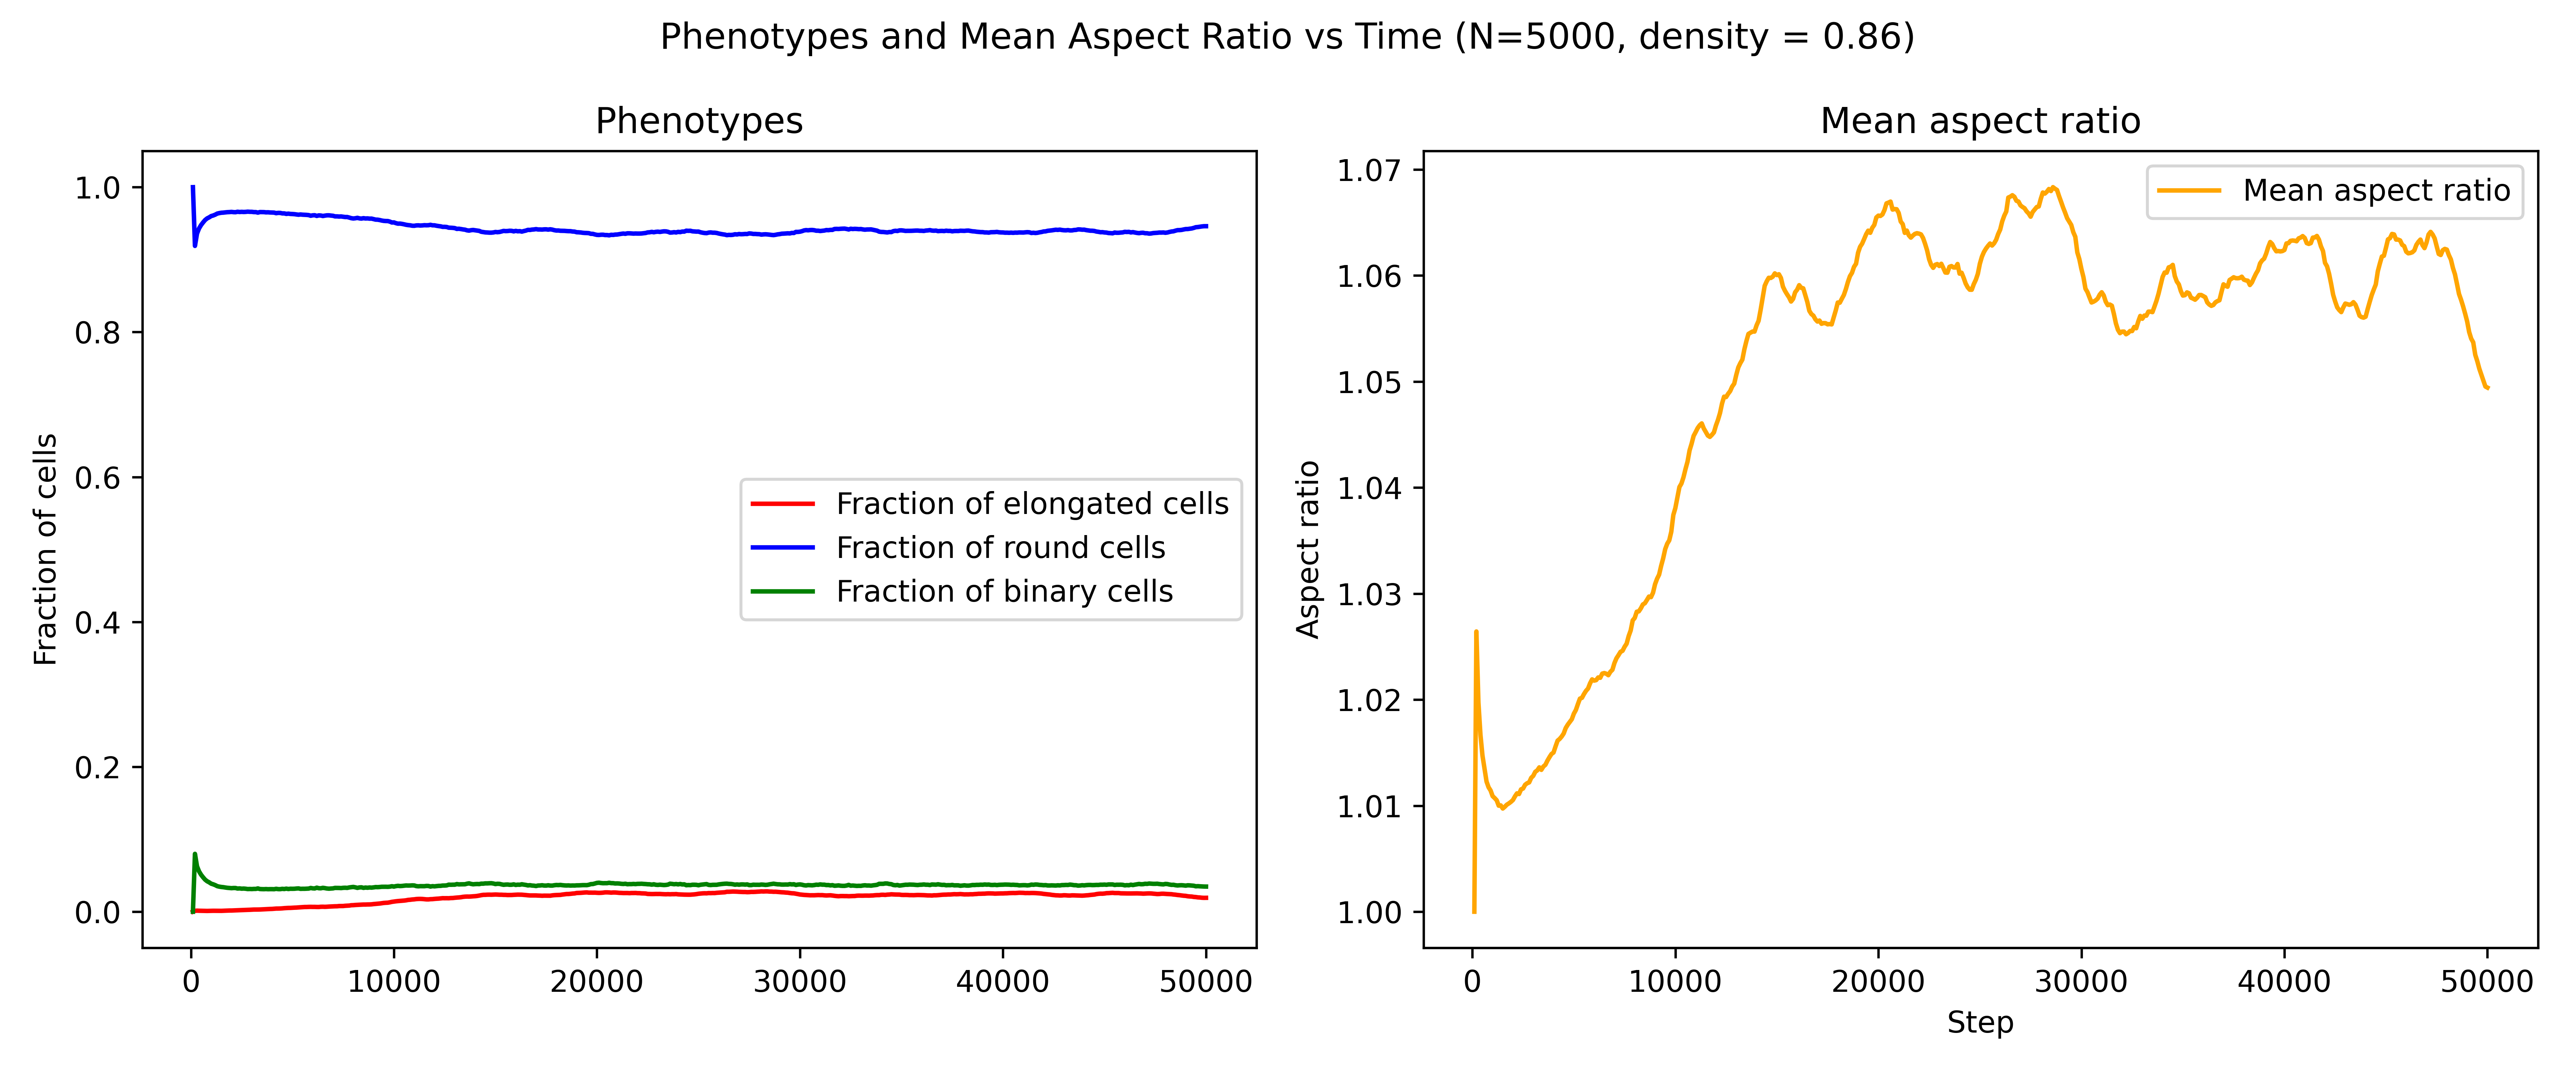 Phenotypes and Mean Aspect Ratio vs Time (N=5000, density = 0.86)
Phenotypes
Fraction of cells
1.0
0.8
0.6
0.4
0.2
0.0
Fraction of elongated cells
Fraction of round cells
Fraction of binary cells
0 10000 20000 30000 40000 50000
Mean aspect ratio
Aspect ratio
1.07
1.06
1.05
1.04
1.03
1.02
1.01
1.00
Mean aspect ratio
0 10000 20000 30000 40000 50000
Step